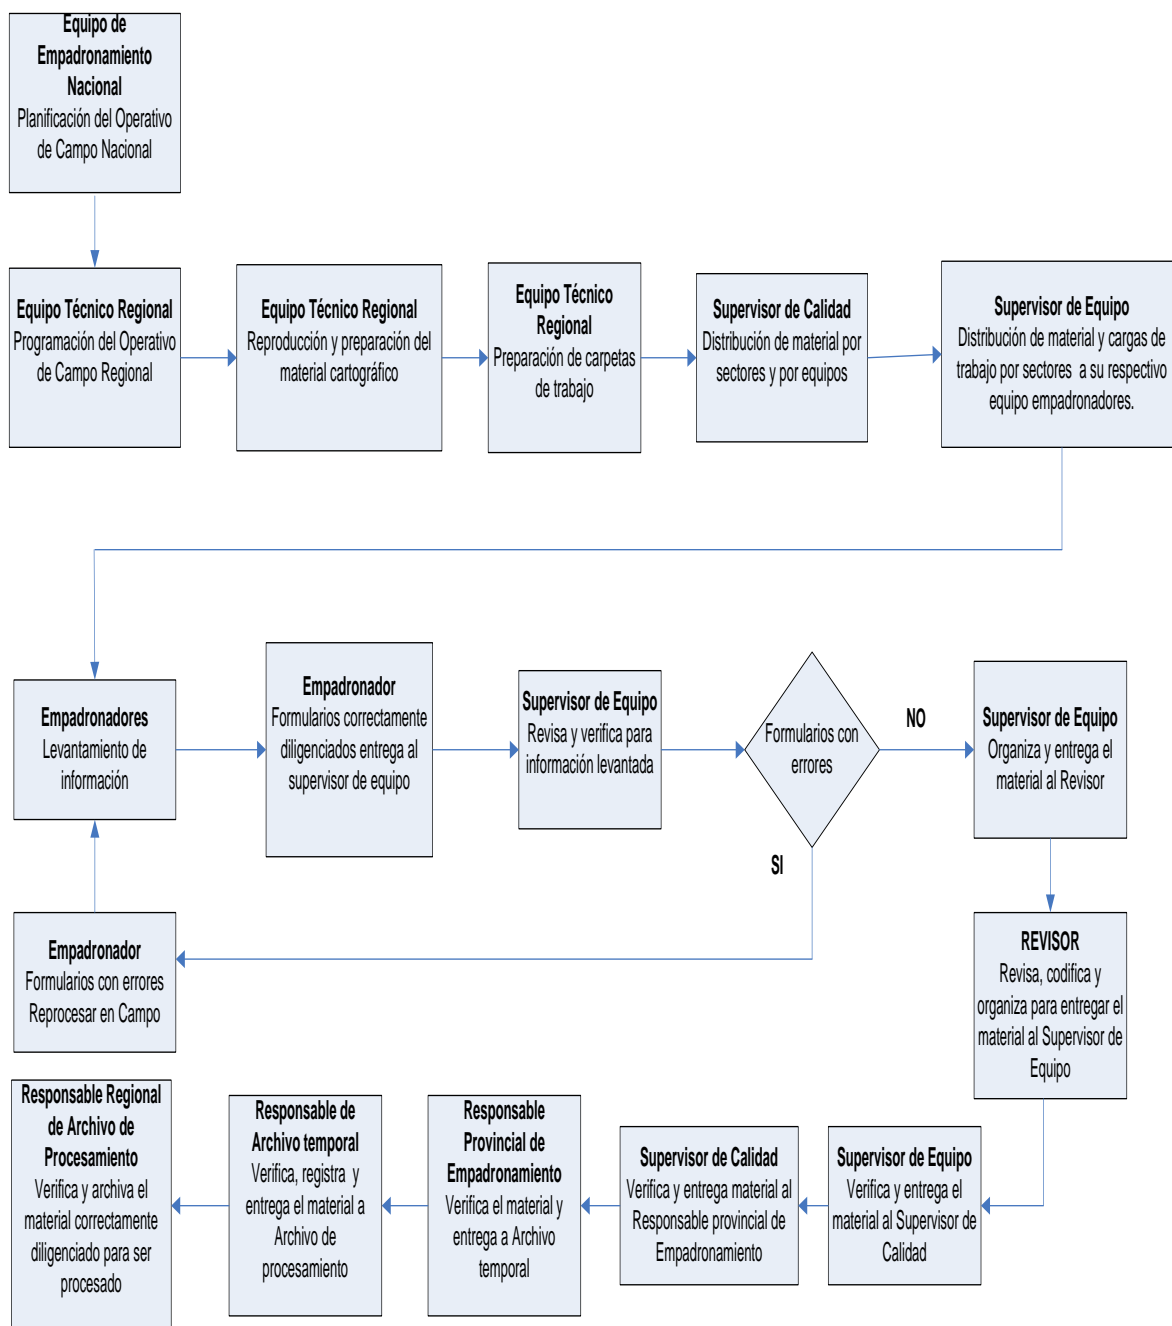 Equipo de
Empadronamiento
Nacional
Planificación del Operativo
de Campo Nacional
Equipo Técnico Regional
Programación del Operativo
de Campo Regional
Equipo Técnico Regional
Reproducción y preparación del
material cartográfico
Equipo Técnico
Regional
Preparación de carpetas
de trabajo
Supervisor de Calidad
Distribución de material por
sectores y por equipos
Supervisor de Equipo
Distribución de material y cargas de
trabajo por sectores a su respectivo
equipo empadronadores.
Empadronadores
Levantamiento de
información
Empadronador
Formularios correctamente
diligenciados entrega al
supervisor de equipo
Supervisor de Equipo
Revisa y verifica para
información levantada
Formularios con
errores
NO
SI
Supervisor de Equipo
Organiza y entrega el
material al Revisor
Empadronador
Formularios con errores
Reprocesar en Campo
REVISOR
Revisa, codifica y
organiza para entregar el
material al Supervisor de
Equipo
Responsable Regional
de Archivo de
Procesamiento
Verifica y archiva el
material correctamente
diligenciado para ser
procesado
Responsable de
Archivo temporal
Verifica, registra y
entrega el material a
Archivo de
procesamiento
Responsable
Provincial de
Empadronamiento
Verifica el material y
entrega a Archivo
temporal
Supervisor de Calidad
Verifica y entrega material al
Responsable provincial de
Empadronamiento
Supervisor de Equipo
Verifica y entrega el
material al Supervisor de
Calidad